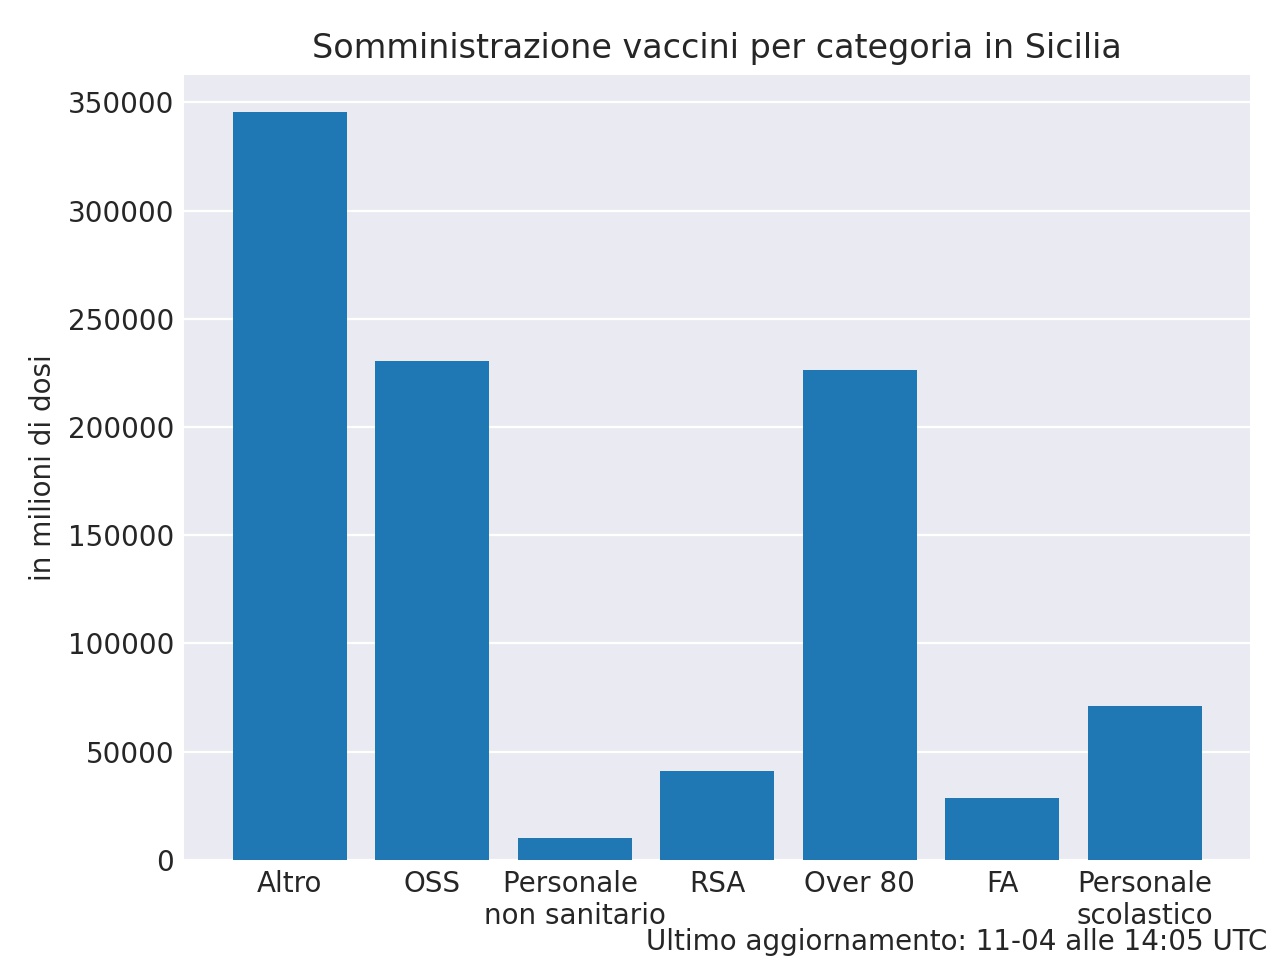 Somministrazione vaccini per categoria in Sicilia
in milioni di dosi
350000
300000
250000
200000
150000
100000
50000
0
Altro
OSS
Personale
non sanitario
RSA
Over 80
FA
Personale
scolastico
Ultimo aggiornamento: 11-04 alle 14:05 UTC